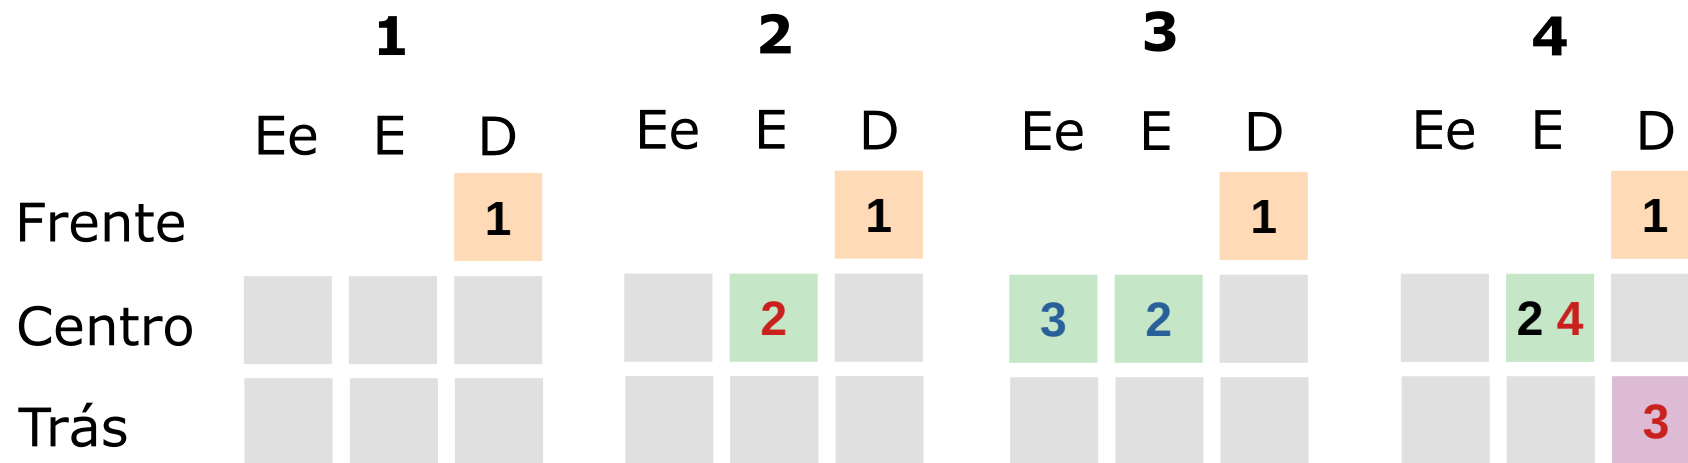 1 2 3 4
Ee E D Ee E D Ee E D Ee E D
Frente 1 1 1 1
Centro 2 3 2 2 4
Trás 3